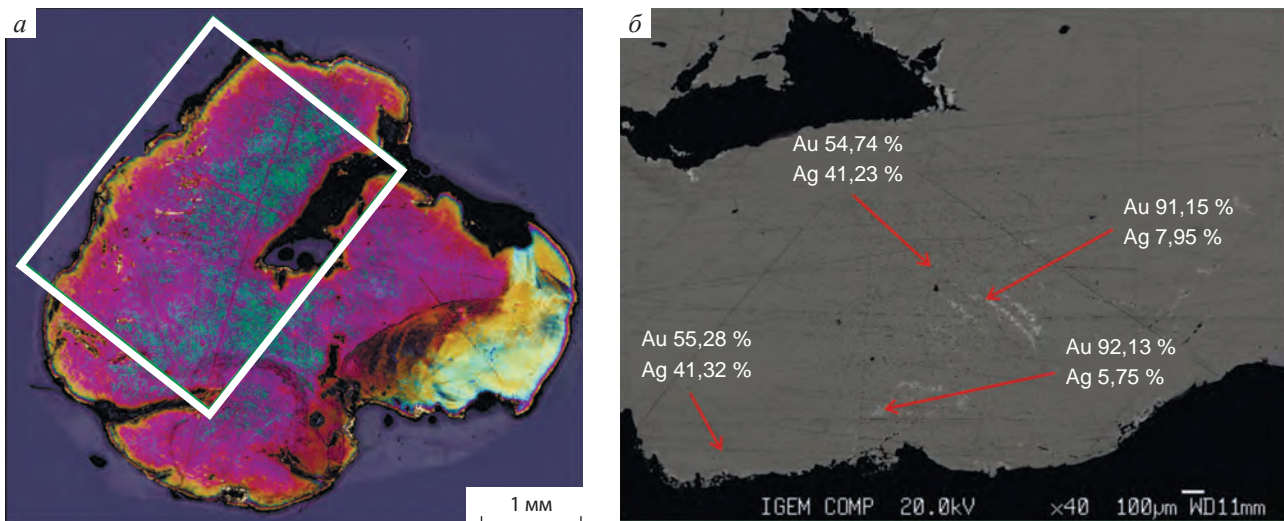 а
1 мм
б
Au 54,74 %
Ag 41,23 %
Au 91,15 %
Ag 7,95 %
Au 55,28 %
Ag 41,32 %
Au 92,13 %
Ag 5,75 %
IGEM COMP 20.0kV ×40 100µm WD11mm